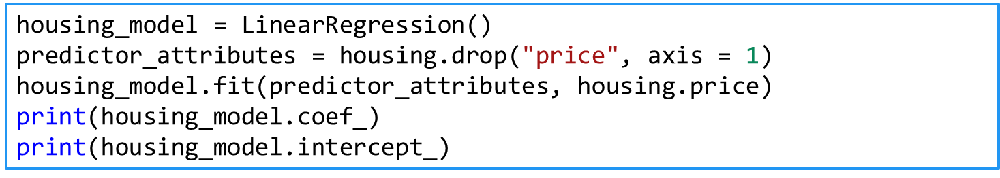 housing_model = LinearRegression()
predictor_attributes = housing.drop("price", axis = 1)
housing_model.fit(predictor_attributes, housing.price)
print(housing_model.coef_)
print(housing_model.intercept_)